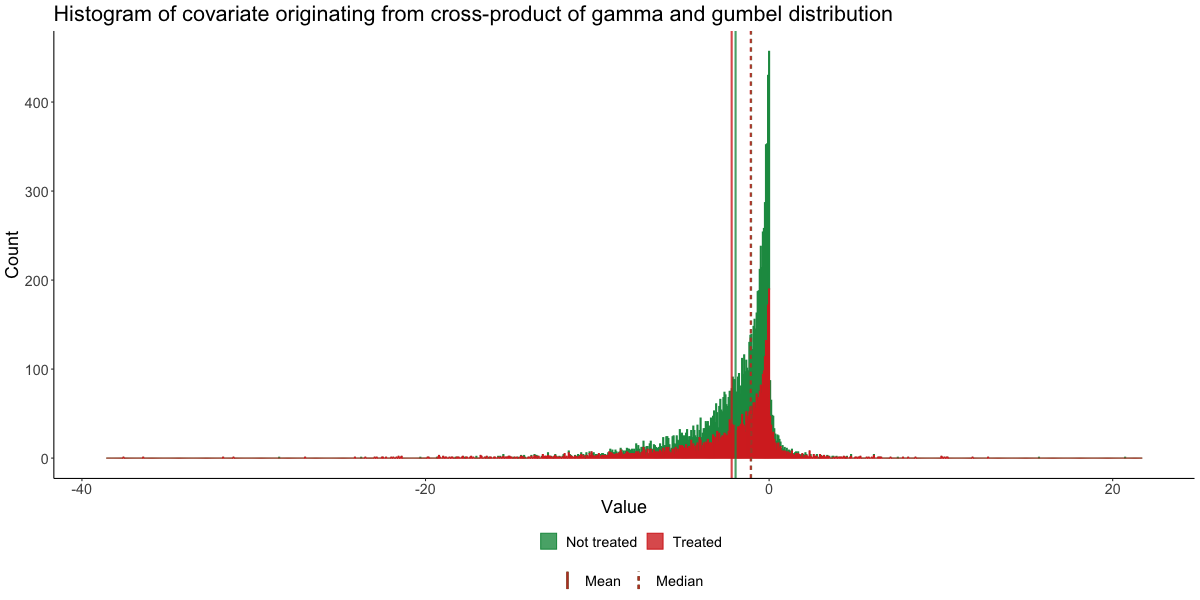 Histogram of covariate originating from cross-product of gamma and gumbel distribution
Count
400
300
200
100
0
-40 -20 0 20
Value
Not treated Treated
Mean Median